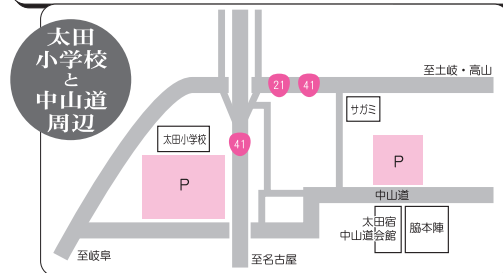 太田
小学校
と
中山道
周辺
至土岐・高山
21
41
サガミ
太田小学校
41
P
P
中山道
太田宿
中山道会館
脇本陣
至岐阜
至名古屋